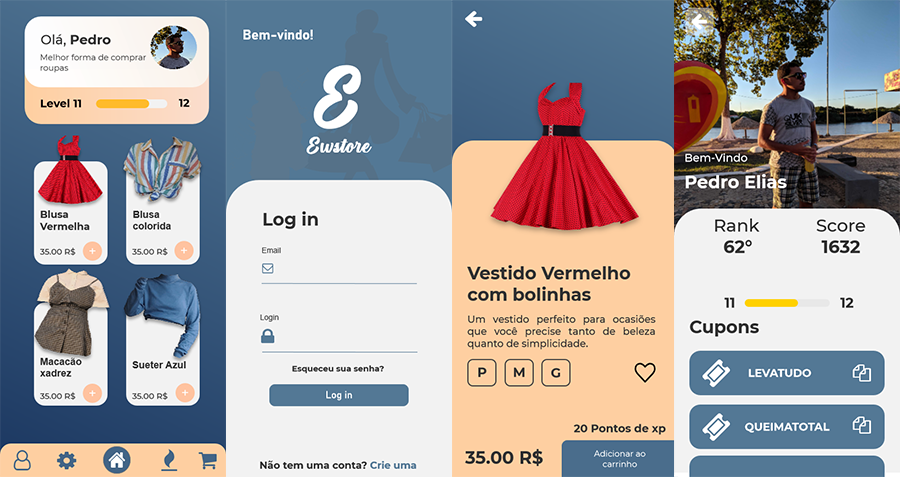 Olá, Pedro
Melhor forma de comprar
roupas
Level 11
12
Blusa
Vermelha
35.00 R$
+
Blusa
colorida
35.00 R$
+
Macacão
xadrez
35.00 R$
+
Sueter Azul
35.00 R$
+
Bem-vindo!
E
Ewstore
Log in
Email
Login
Esqueceu sua senha?
Log in
Não tem uma conta? Crie uma
Vestido Vermelho
com bolinhas
Um vestido perfeito para ocasiões
que você precise tanto de beleza
quanto de simplicidade.
P M G
20 Pontos de xp
35.00 R$
Adicionar ao
carrinho
Bem-Vindo
Pedro Elias
Rank
62°
Score
1632
11
12
Cupons
LEVATUDO
QUEIMATOTAL